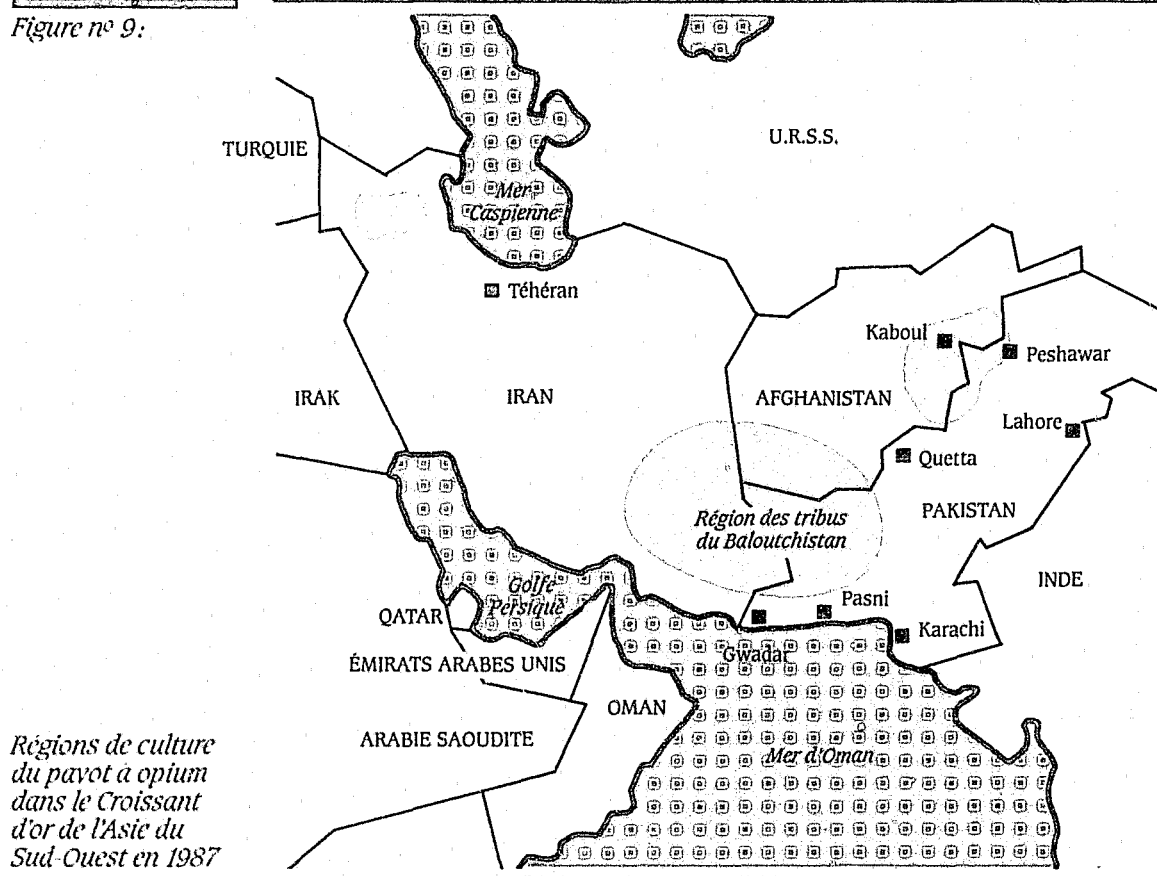 Figure nº 9:
U.R.S.S.
TURQUIE
Mer
Caspienne
Téhéran
Kaboul
Peshawar
IRAK
IRAN
AFGHANISTAN
Lahore
Quetta
Région des tribus
du Baloutchistan
PAKISTAN
INDE
Golfe
Persique
QATAR
Pasni
Karachi
Gwadar
ÉMIRATS ARABES UNIS
OMAN
ARABIE SAOUDITE
Mer d'Oman
Régions de culture
du pavot à opium
dans le Croissant
d'or de l'Asie du
Sud-Ouest en 1987